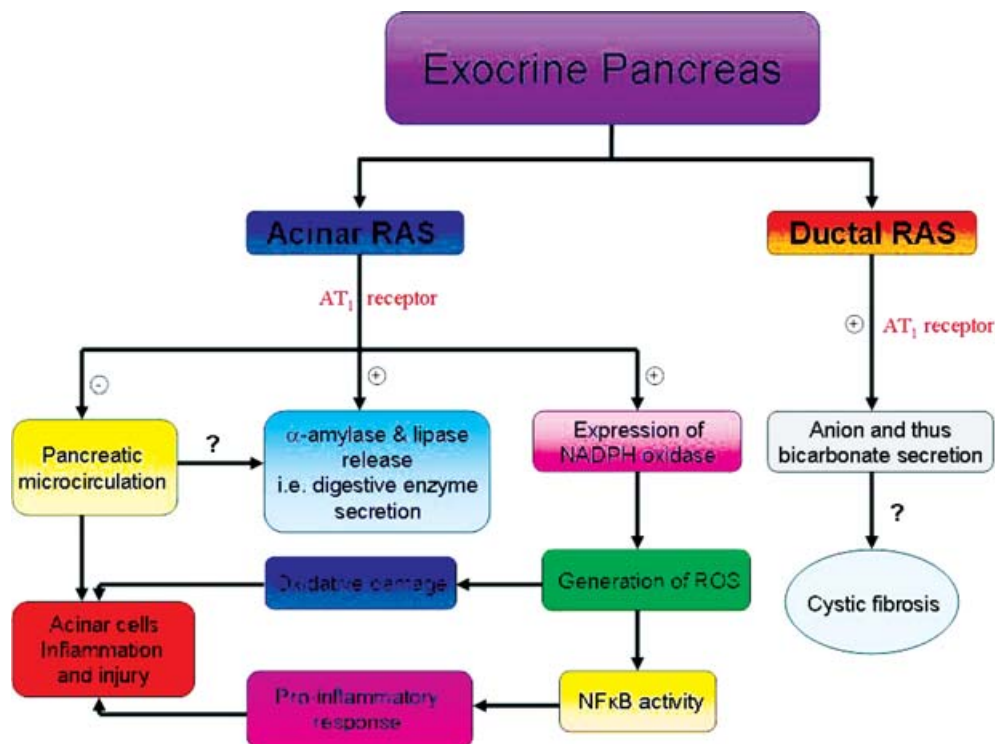 Exocrine Pancreas
Acinar RAS
Ductal RAS
AT₁ receptor
⊕ AT₁ receptor
⊖
⊕
⊕
Pancreatic
microcirculation
?
α-amylase & lipase
release
i.e. digestive enzyme
secretion
Expression of
NADPH oxidase
Anion and thus
bicarbonate secretion
?
Oxidative damage
Generation of ROS
Cystic fibrosis
Acinar cells
Inflammation
and injury
Pro-inflammatory
response
NFκB activity